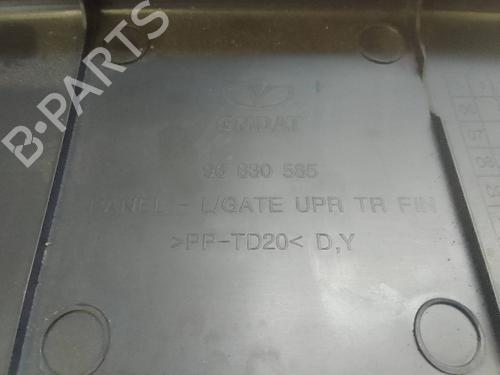 B-PARTS
GMDAT
96 830 585
PANEL - L/GATE UPR TR FIN
>PP-TD20< D,Y